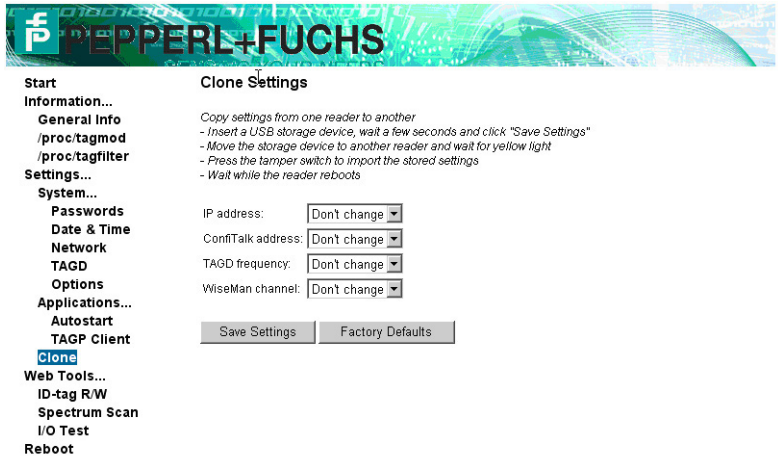 PEPPERL+FUCHS
Start
Information...
General Info
/proc/tagmod
/proc/tagfilter
Settings...
System...
Passwords
Date & Time
Network
TAGD
Options
Applications...
Autostart
TAGP Client
Clone
Web Tools...
ID-tag R/W
Spectrum Scan
I/O Test
Reboot
Clone Settings
Copy settings from one reader to another
- Insert a USB storage device, wait a few seconds and click "Save Settings"
- Move the storage device to another reader and wait for yellow light
- Press the tamper switch to import the stored settings
- Wait while the reader reboots
IP address: Don't change
ConfiTalk address: Don't change
TAGD frequency: Don't change
WiseMan channel: Don't change
Save Settings Factory Defaults